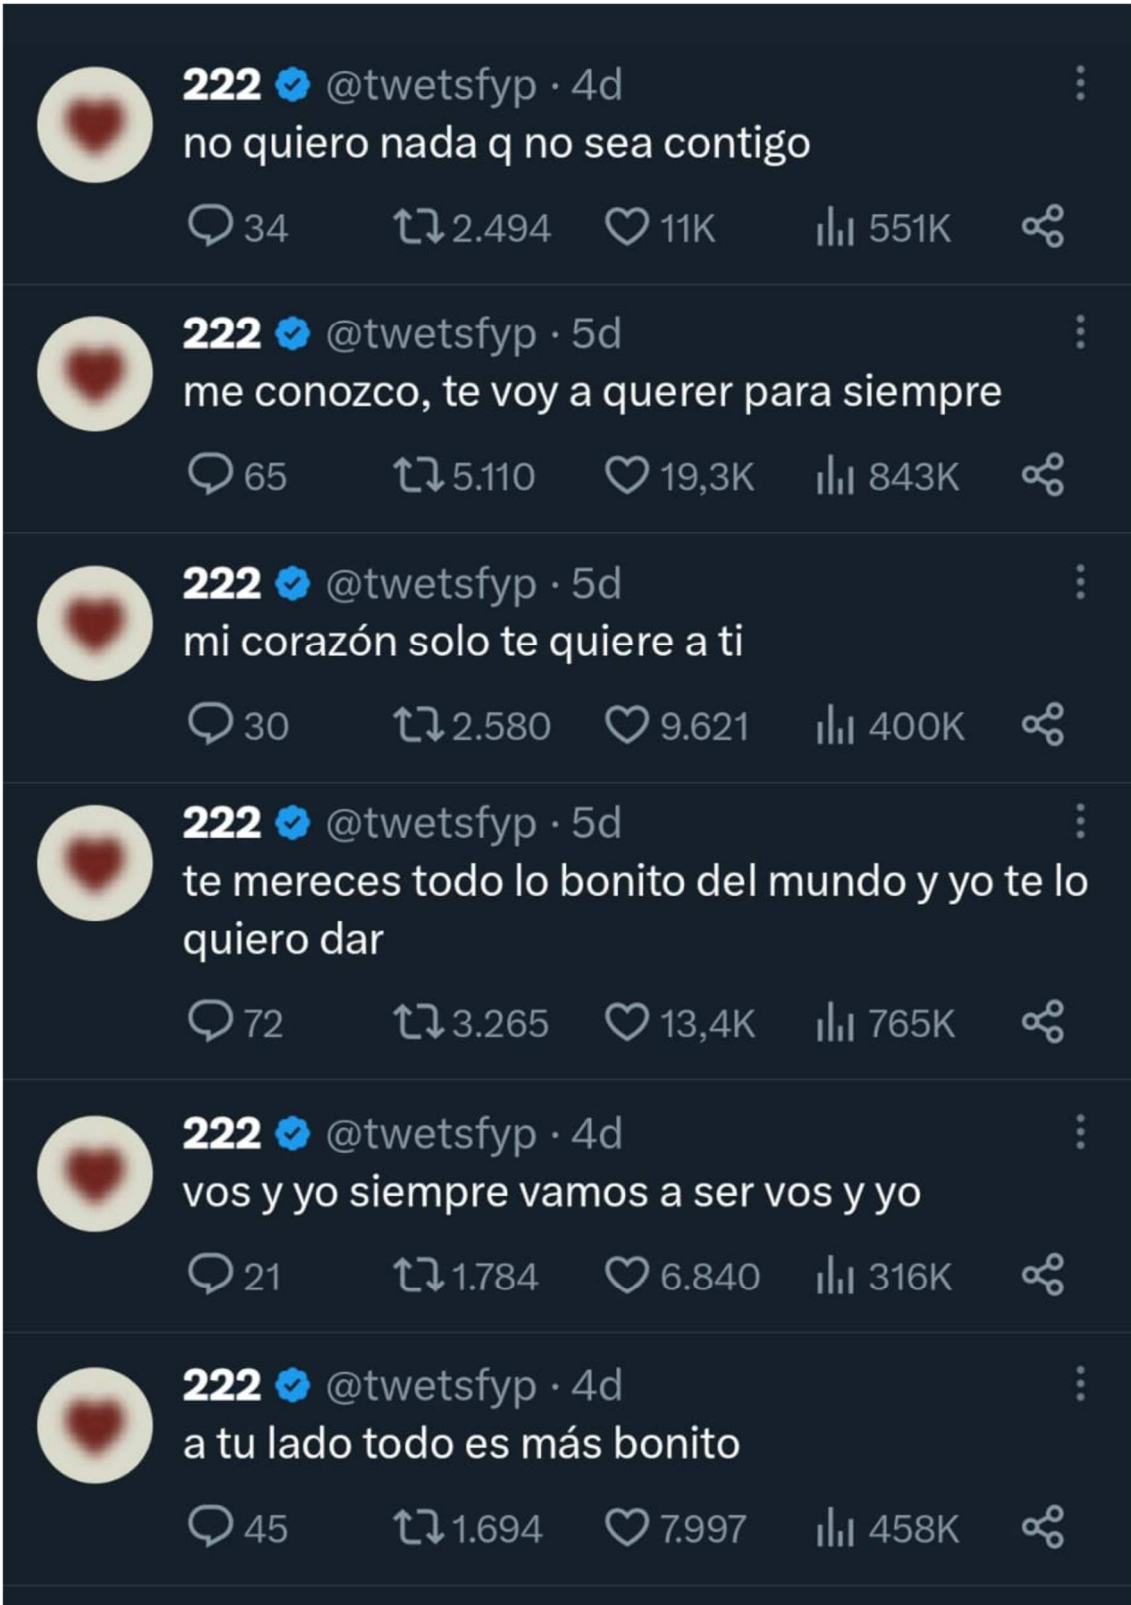 222 @twetsfyp · 4d
no quiero nada q no sea contigo
34 2.494 11K 551K
222 @twetsfyp · 5d
me conozco, te voy a querer para siempre
65 5.110 19,3K 843K
222 @twetsfyp · 5d
mi corazón solo te quiere a ti
30 2.580 9.621 400K
222 @twetsfyp · 5d
te mereces todo lo bonito del mundo y yo te lo
quiero dar
72 3.265 13,4K 765K
222 @twetsfyp · 4d
vos y yo siempre vamos a ser vos y yo
21 1.784 6.840 316K
222 @twetsfyp · 4d
a tu lado todo es más bonito
45 1.694 7.997 458K